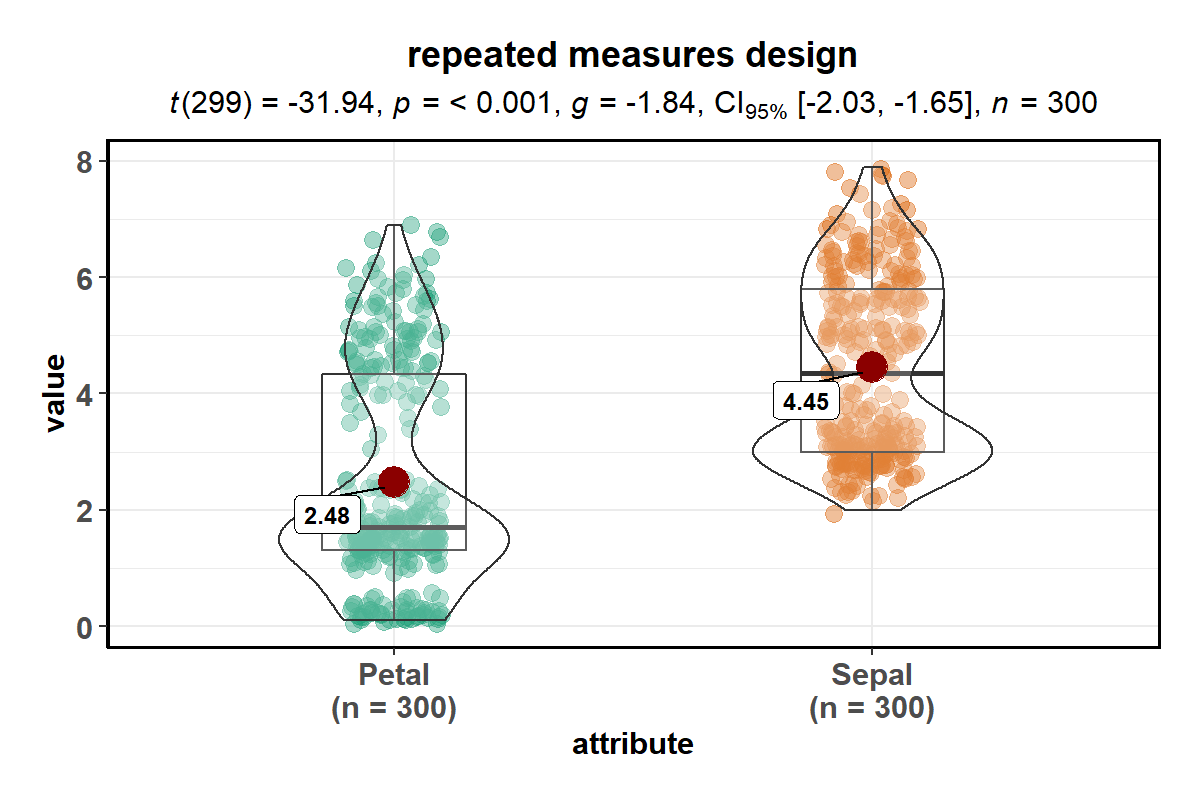 repeated measures design
t(299) = -31.94, p = < 0.001, g = -1.84, CI95% [-2.03, -1.65], n = 300
8
6
4
2
0
value
4.45
2.48
Petal
(n = 300)
Sepal
(n = 300)
attribute